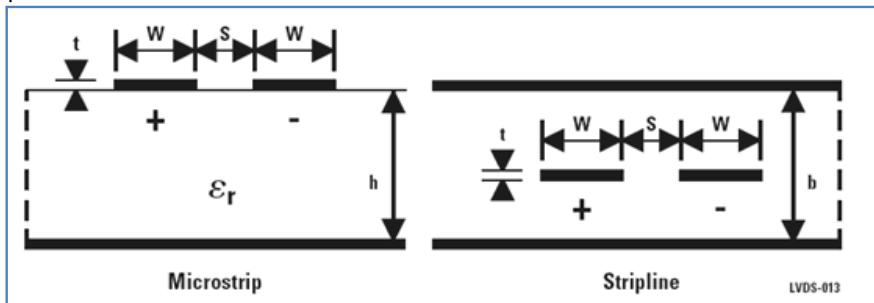 W S W
t
+ -
h
εr
Microstrip
W S W
t
+ -
b
Stripline
LVDS-013